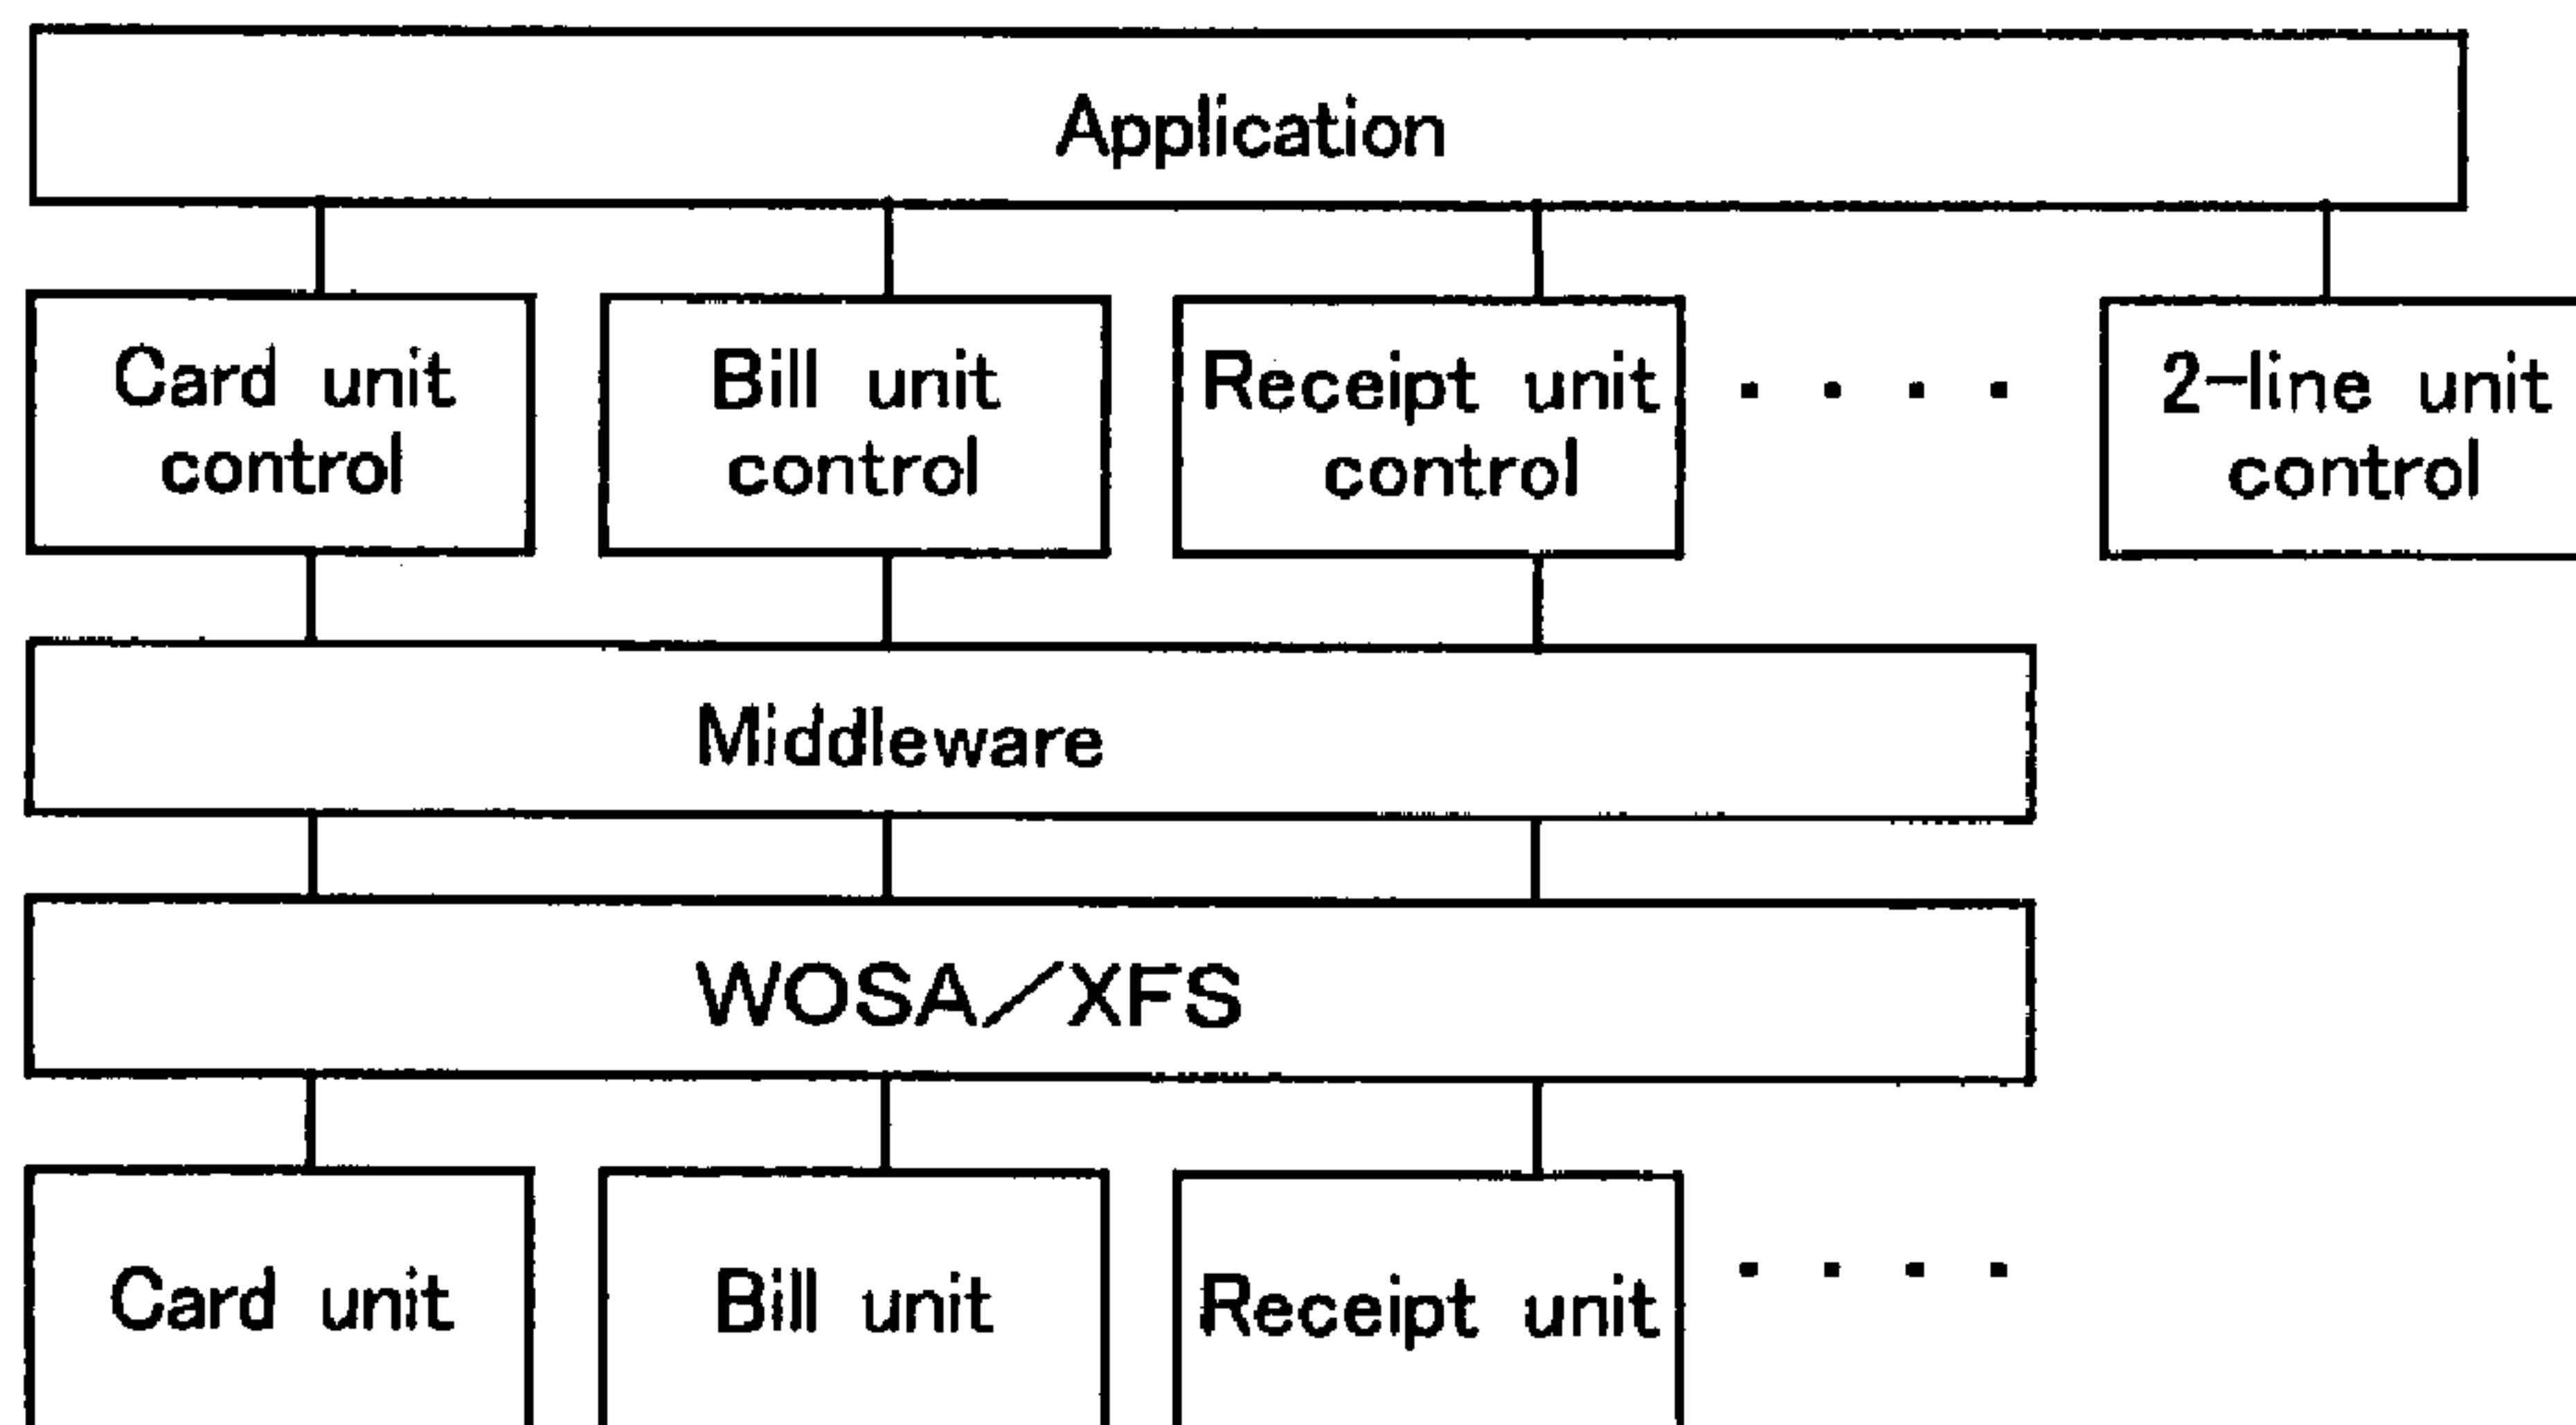 Application
Card unit
control
Bill unit
control
Receipt unit
control
. . . .
2-line unit
control
Middleware
WOSA/XFS
Card unit
Bill unit
Receipt unit
. . . .